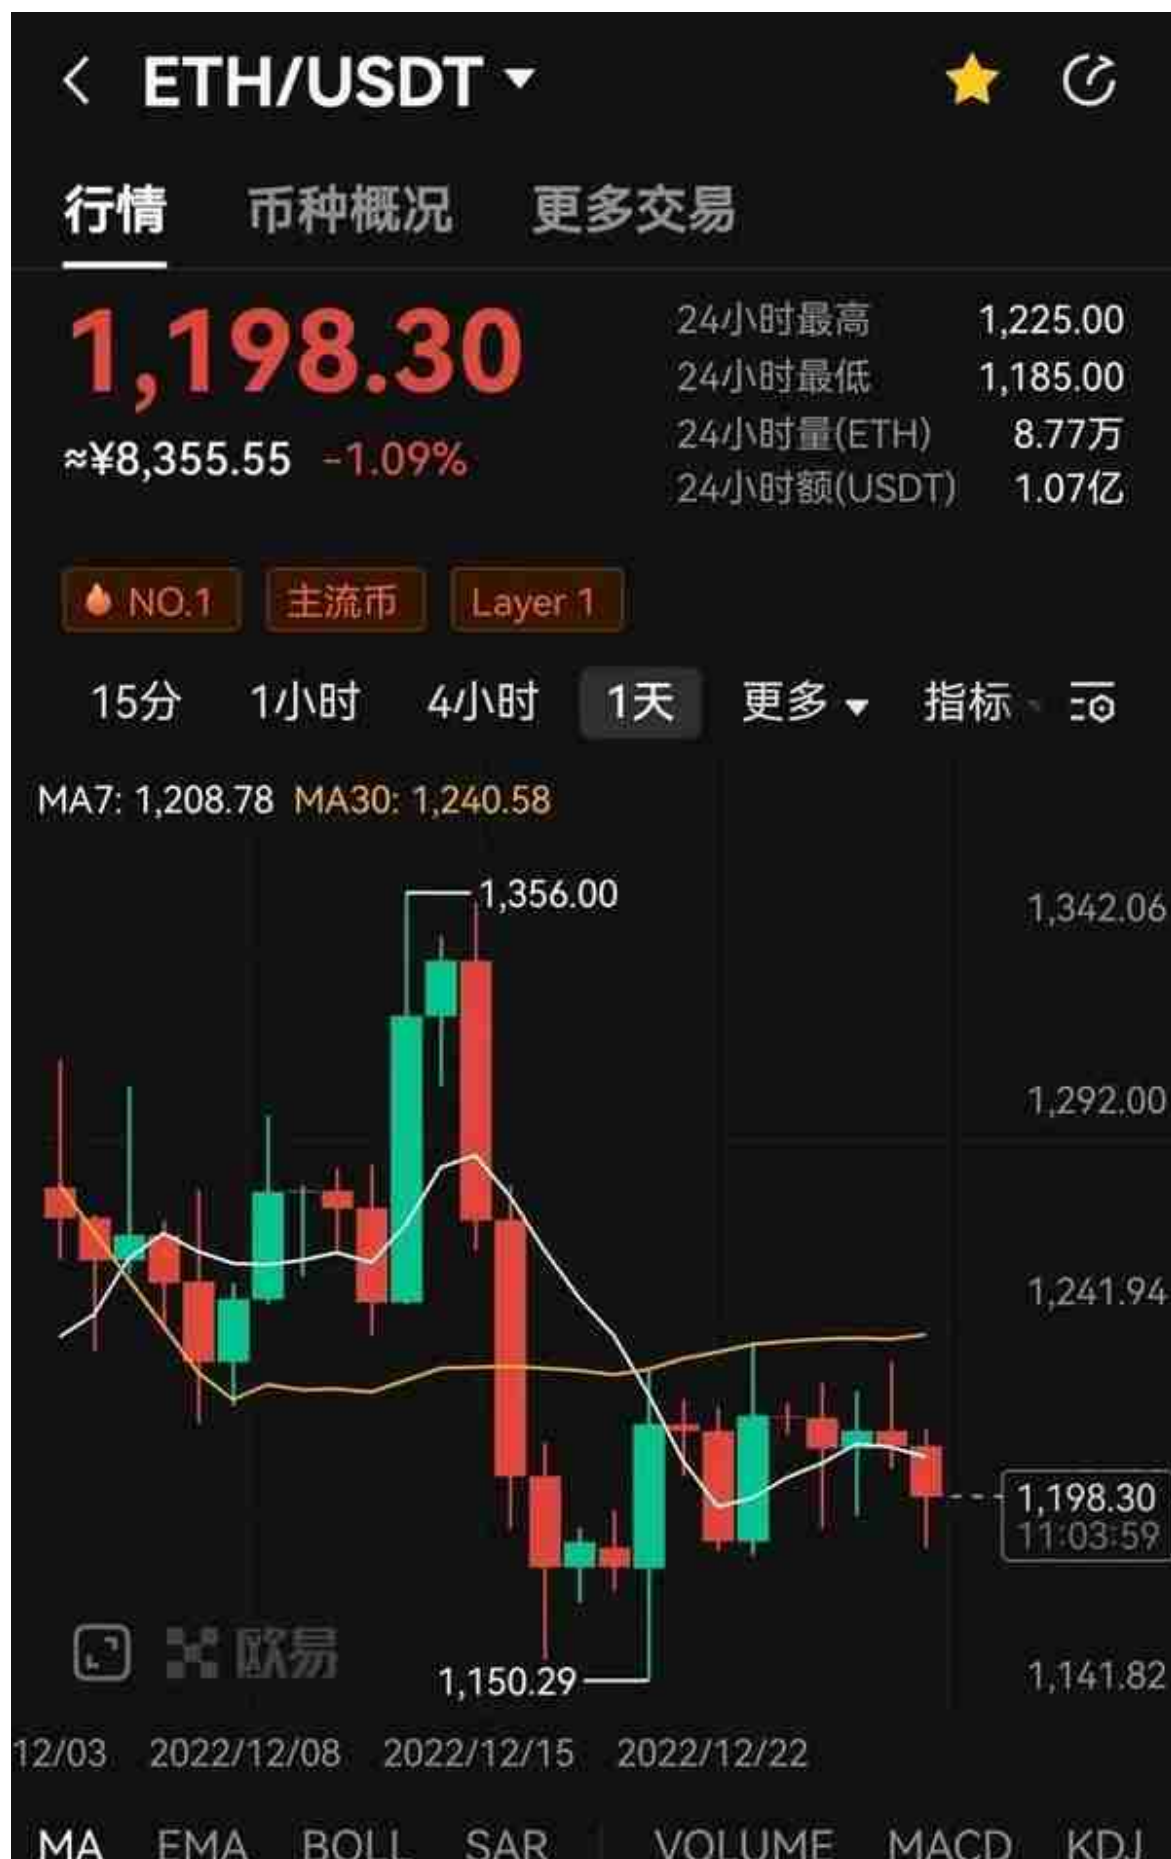 ETH/USDT
行情 币种概况 更多交易
1,198.30
≈¥8,355.55 -1.09%
24小时最高 1,225.00
24小时最低 1,185.00
24小时量(ETH) 8.77万
24小时额(USDT) 1.07亿
NO.1 主流币 Layer 1
15分 1小时 4小时 1天 更多 指标
MA7: 1,208.78 MA30: 1,240.58
1,356.00
1,342.06
1,292.00
1,241.94
1,198.30
11:03:59
欧易
1,150.29
1,141.82
12/03 2022/12/08 2022/12/15 2022/12/22
MA EMA BOLL SAR VOLUME MACD KDJ